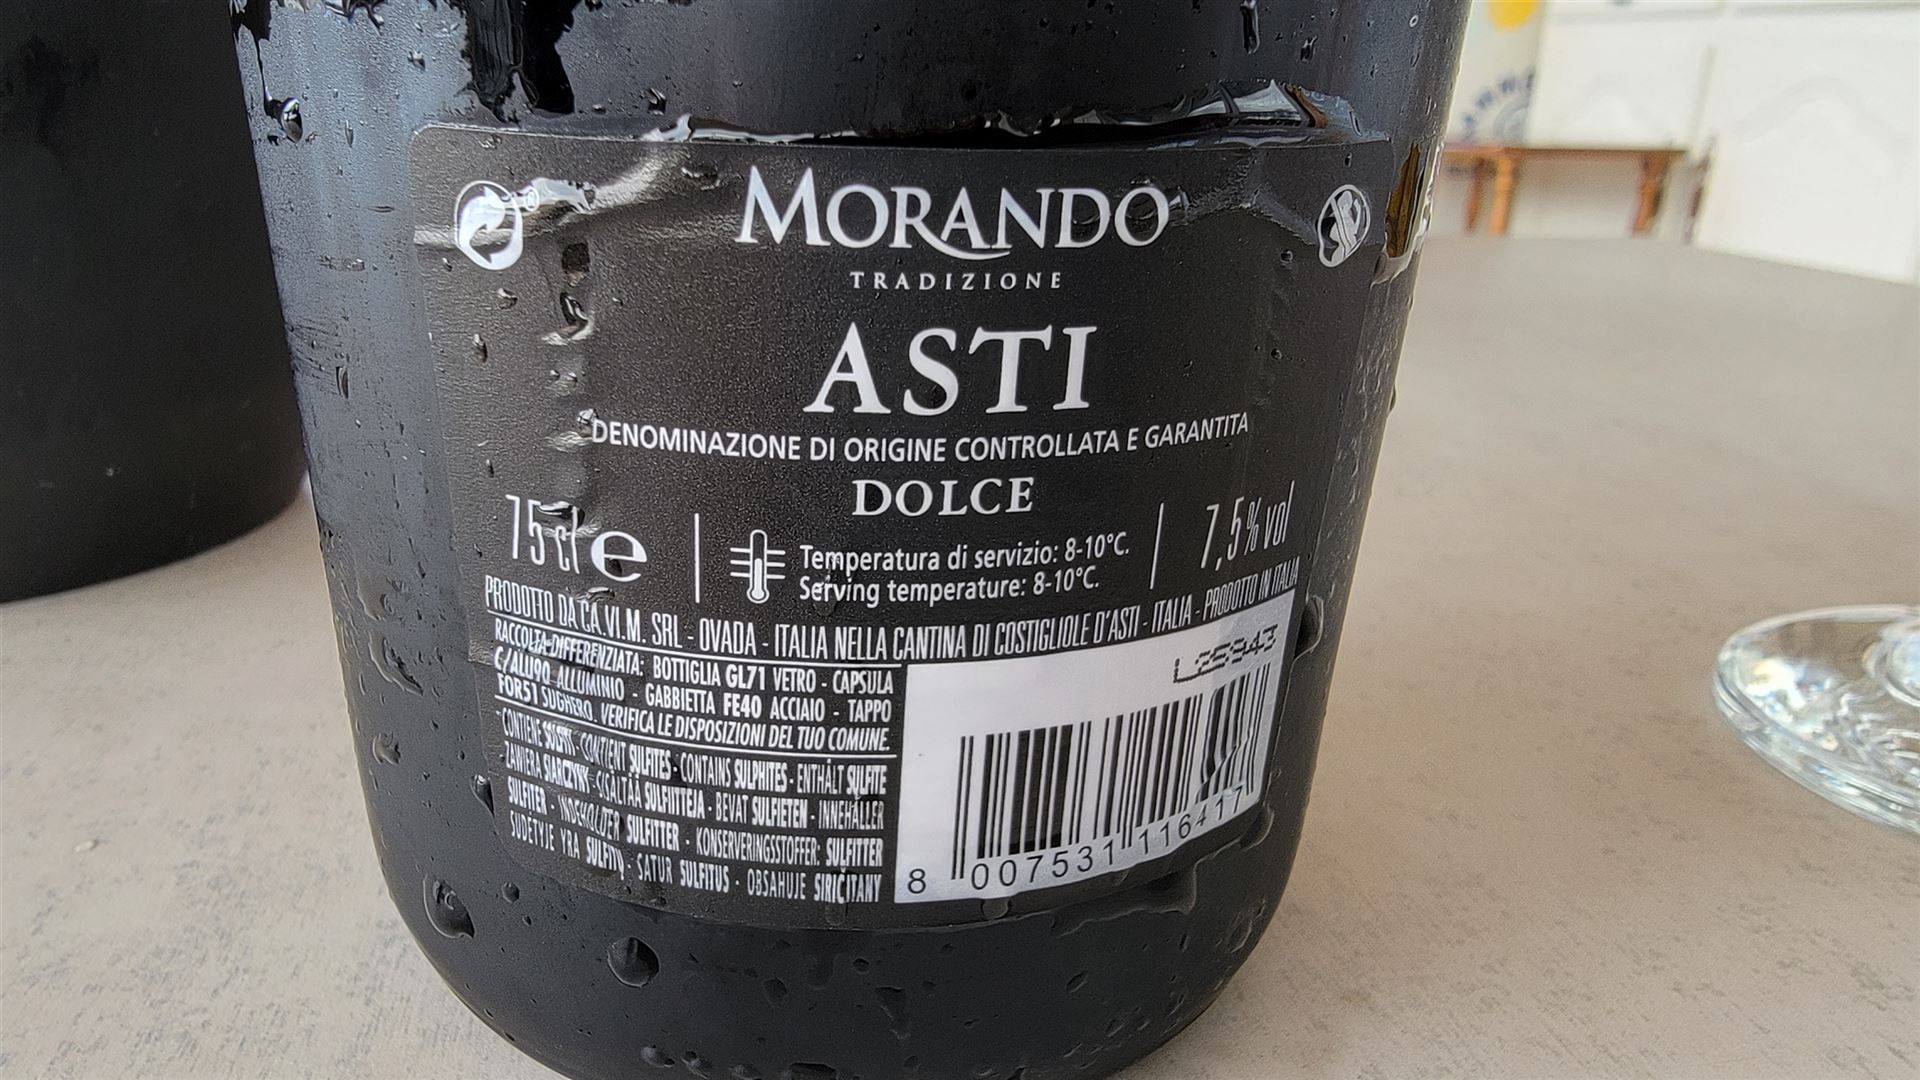 MORANDO
TRADIZIONE
ASTI
DENOMINAZIONE DI ORIGINE CONTROLLATA E GARANTITA
DOLCE
75 cl e
Temperatura di servizio: 8-10°C.
Serving temperature: 8-10°C.
7,5% vol
PRODOTTO DA CA.VI.M. SRL - OVADA - ITALIA NELLA CANTINA DI COSTIGLIOLE D'ASTI - ITALIA - PRODOTTO IN ITALIA
RACCOLTA DIFFERENZIATA: BOTTIGLIA GL71 VETRO - CAPSULA
C/ALU90 ALLUMINIO - GABBIETTA FE40 ACCIAIO - TAPPO
FOR51 SUGHERO. VERIFICA LE DISPOSIZIONI DEL TUO COMUNE.
CONTIENE SOLFITI - CONTIENT SULFITES - CONTAINS SULPHITES - ENTHÄLT SULFITE
ZAWIERA SIARCZYNY - SISÄLTÄÄ SULFIITTEJA - BEVAT SULFIETEN - INNEHÅLLER
SULFITER - INDEHOLDER SULFITTER - KONSERVERINGSSTOFFER: SULFITTER
SUDĖTYJE YRA SULFITŲ - SATUR SULFITUS - OBSAHUJE SIRIČITANY
L25943
8 007531 116417